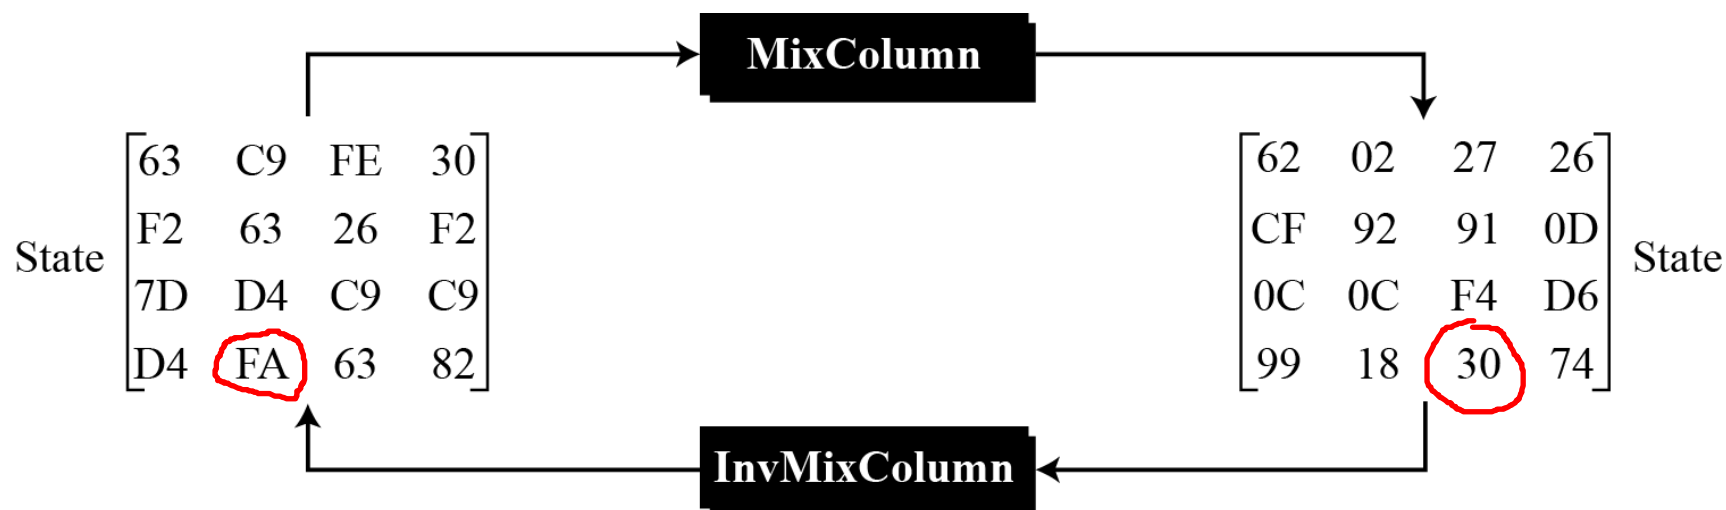 MixColumn
63 C9 FE 30
F2 63 26 F2
7D D4 C9 C9
D4 FA 63 82
State
62 02 27 26
CF 92 91 0D
0C 0C F4 D6
99 18 30 74
State
InvMixColumn